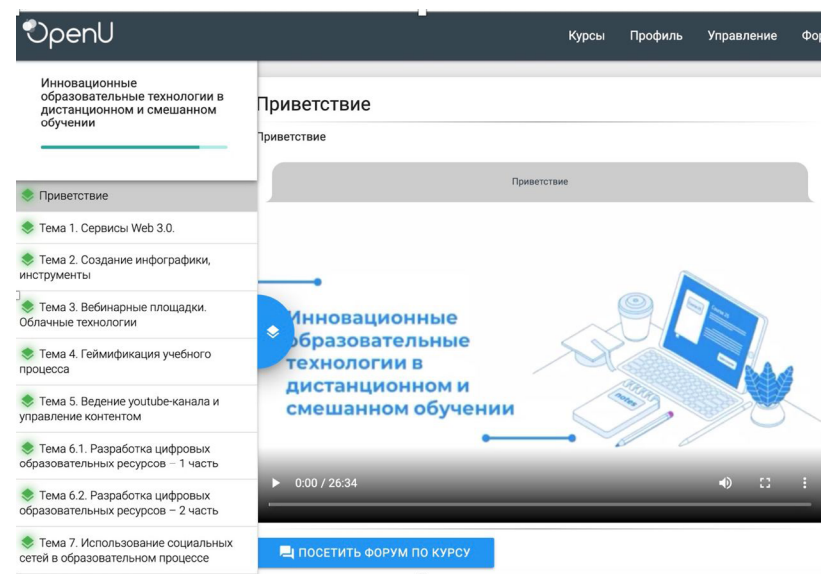 OpenU
Курсы Профиль Управление
Инновационные
образовательные технологии в
дистанционном и смешанном
обучении
Приветствие
Тема 1. Сервисы Web 3.0.
Тема 2. Создание инфографики,
инструменты
Тема 3. Вебинарные площадки.
Облачные технологии
Тема 4. Геймификация учебного
процесса
Тема 5. Ведение youtube-канала и
управление контентом
Тема 6.1. Разработка цифровых
образовательных ресурсов – 1 часть
Тема 6.2. Разработка цифровых
образовательных ресурсов – 2 часть
Тема 7. Использование социальных
сетей в образовательном процессе
Приветствие
Приветствие
Приветствие
Инновационные
образовательные
технологии в
дистанционном и
смешанном обучении
notes
0:00 / 26:34
ПОСЕТИТЬ ФОРУМ ПО КУРСУ